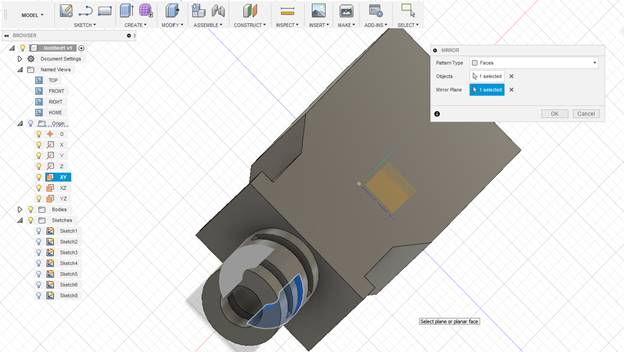 MODEL
SKETCH
CREATE
MODIFY
ASSEMBLE
CONSTRUCT
INSPECT
INSERT
MAKE
ADD-INS
SELECT
BROWSER
Untitled1 v1
Document Settings
Named Views
TOP
FRONT
RIGHT
HOME
Origin
O
X
Y
Z
XY
XZ
YZ
Bodies
Sketches
Sketch1
Sketch2
Sketch3
Sketch4
Sketch5
Sketch6
Sketch8
MIRROR
Pattern Type Faces
Objects 1 selected
Mirror Plane 1 selected
OK Cancel
Select plane or planar face